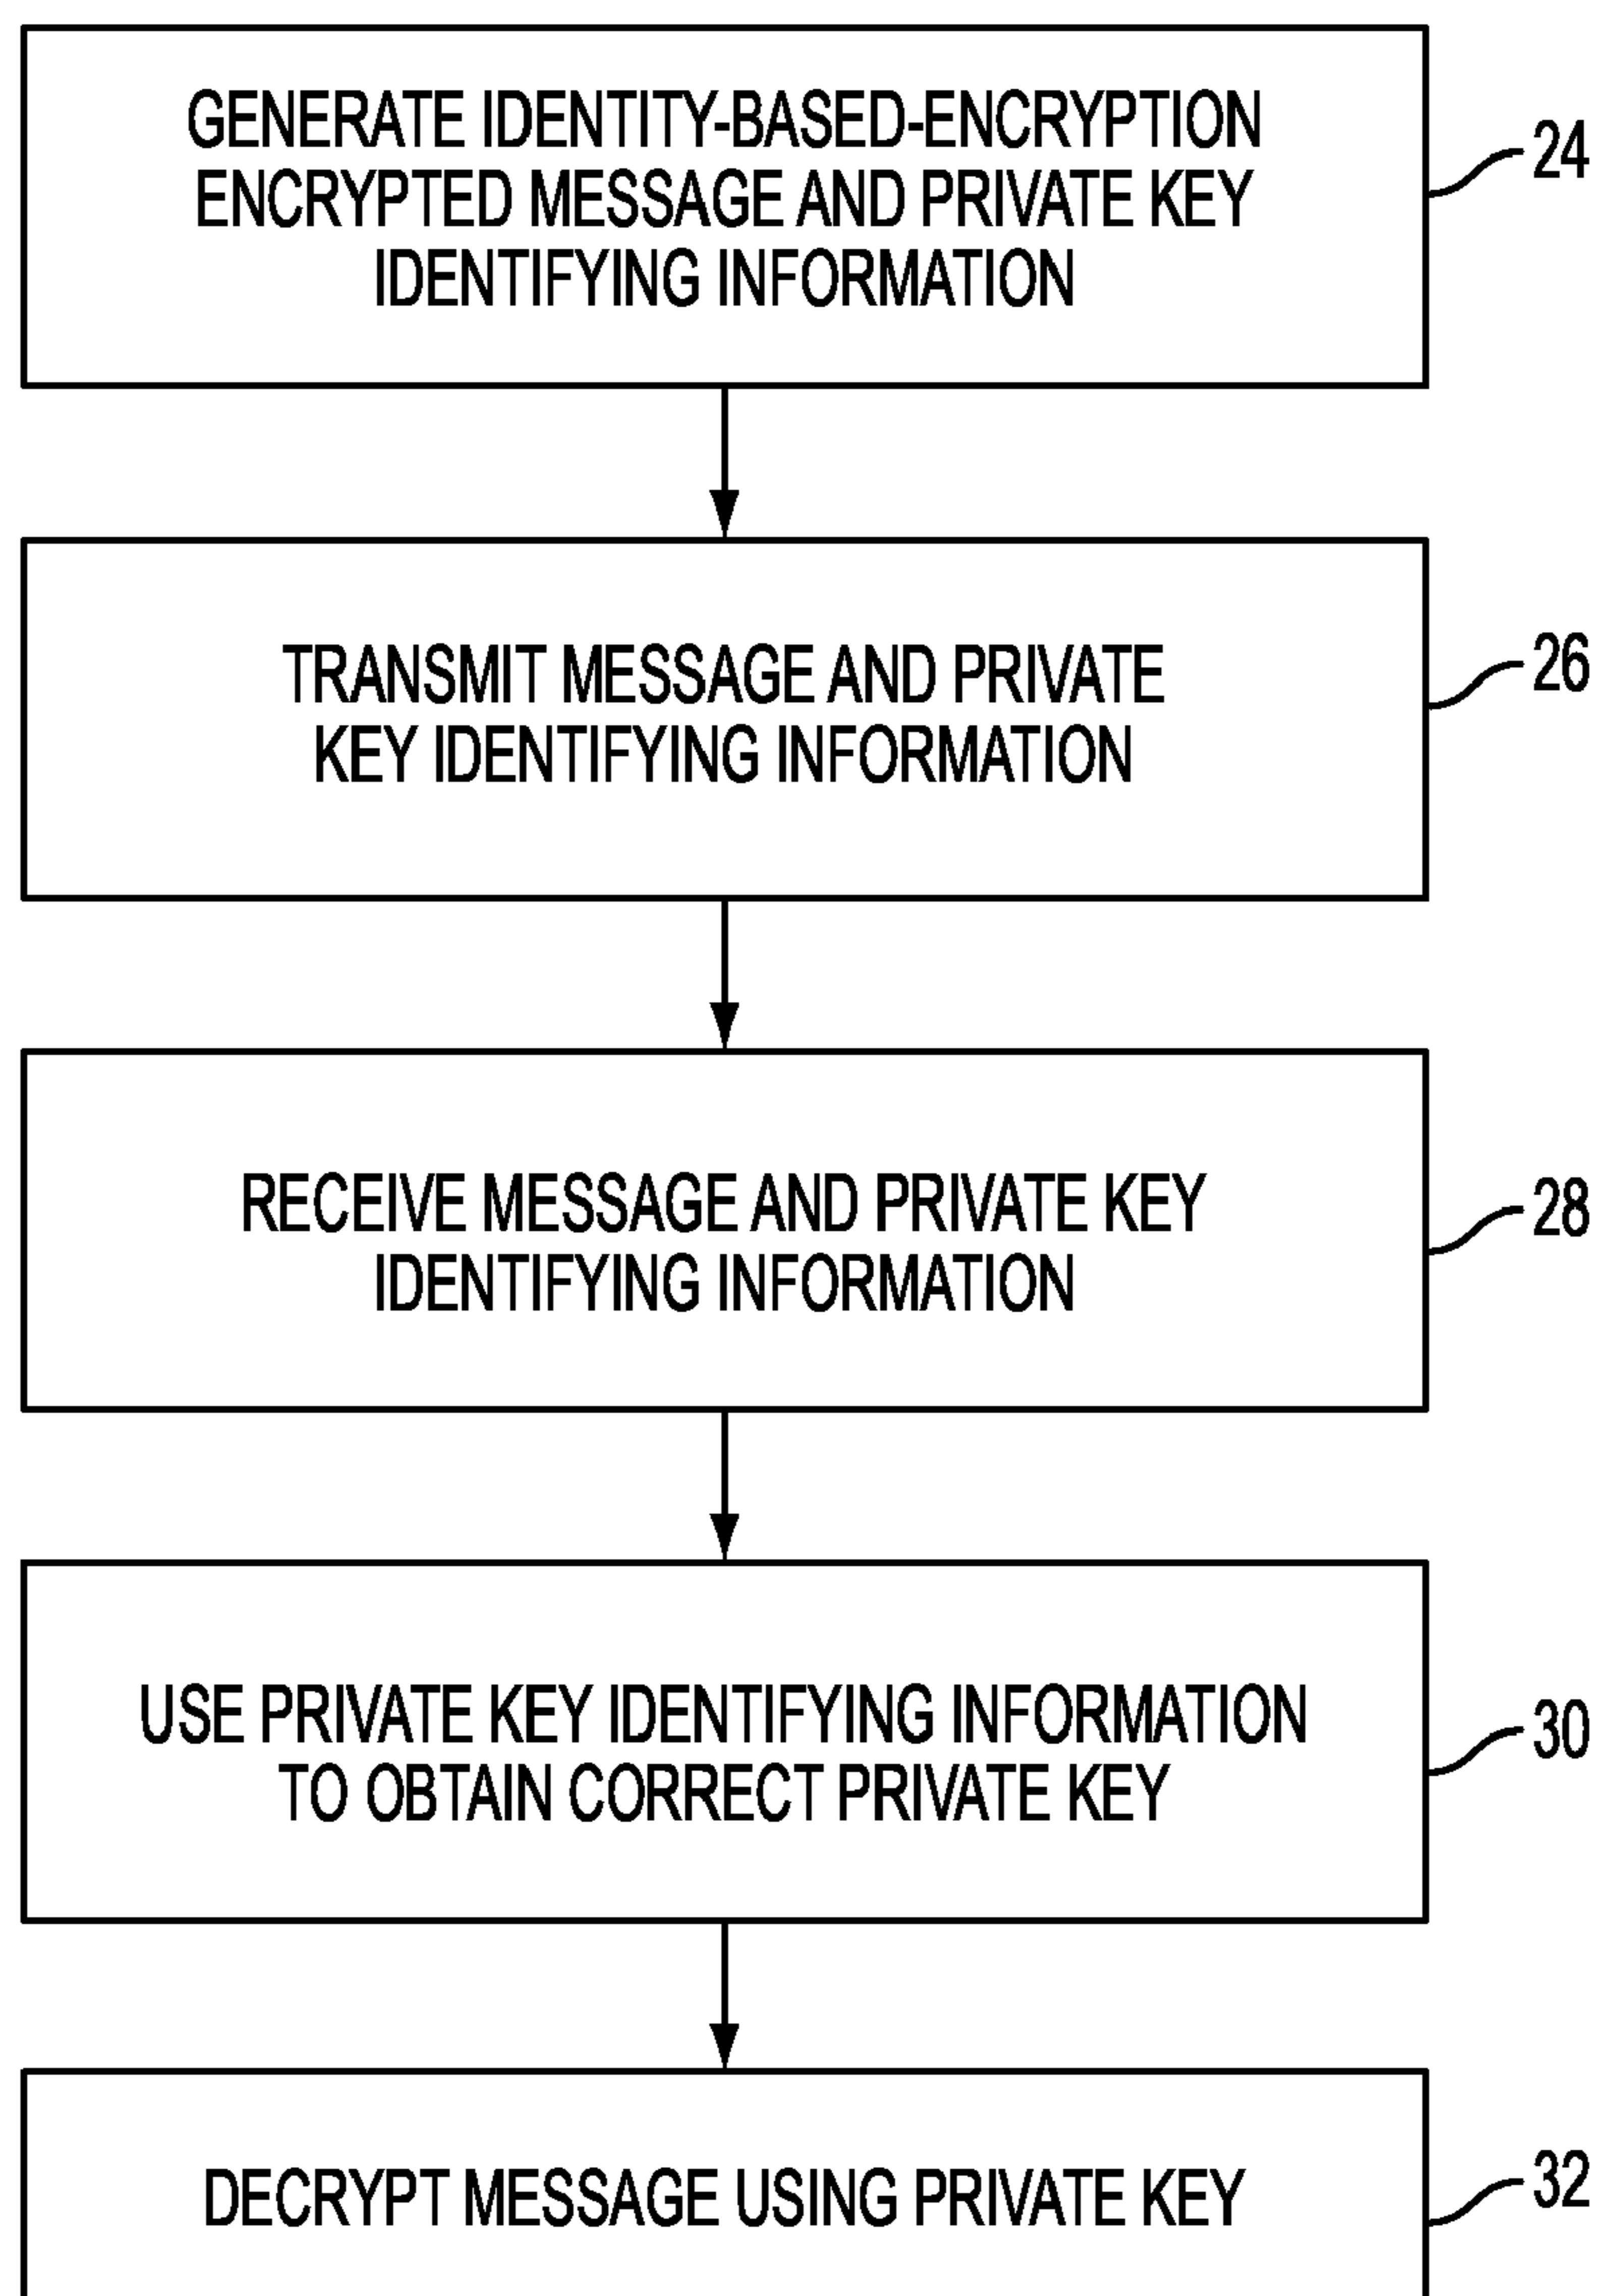 GENERATE IDENTITY-BASED-ENCRYPTION
ENCRYPTED MESSAGE AND PRIVATE KEY
IDENTIFYING INFORMATION
24
TRANSMIT MESSAGE AND PRIVATE
KEY IDENTIFYING INFORMATION
26
RECEIVE MESSAGE AND PRIVATE KEY
IDENTIFYING INFORMATION
28
USE PRIVATE KEY IDENTIFYING INFORMATION
TO OBTAIN CORRECT PRIVATE KEY
30
DECRYPT MESSAGE USING PRIVATE KEY
32